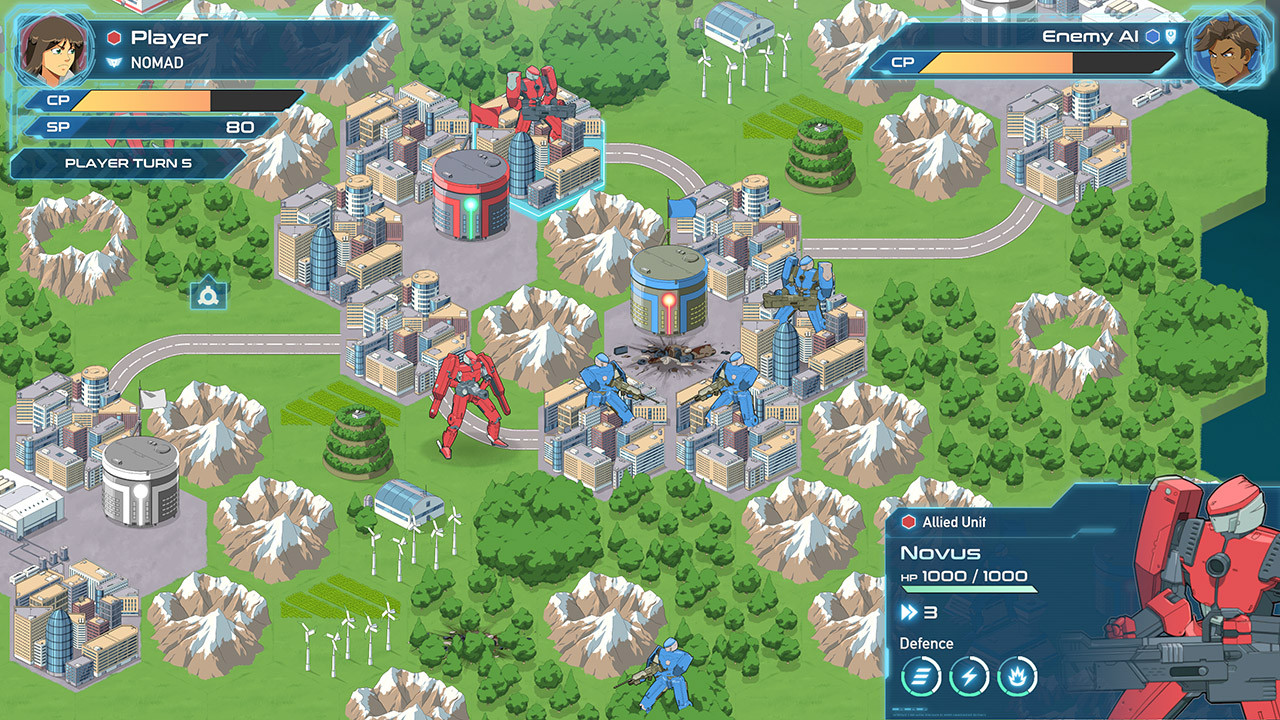 Player
NOMAD
CP
SP 80
PLAYER TURN 5
Enemy AI
CP
Allied Unit
Novus
HP 1000 / 1000
3
Defence